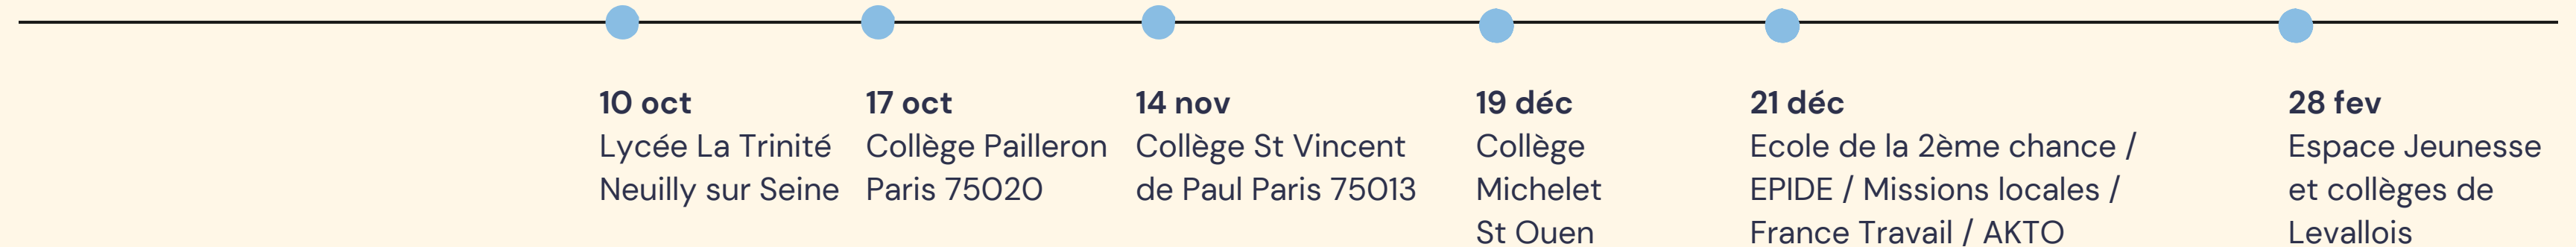 10 oct
Lycée La Trinité
Neuilly sur Seine
17 oct
Collège Pailleron
Paris 75020
14 nov
Collège St Vincent
de Paul Paris 75013
19 déc
Collège
Michelet
St Ouen
21 déc
Ecole de la 2ème chance /
EPIDE / Missions locales /
France Travail / AKTO
28 fev
Espace Jeunesse
et collèges de
Levallois